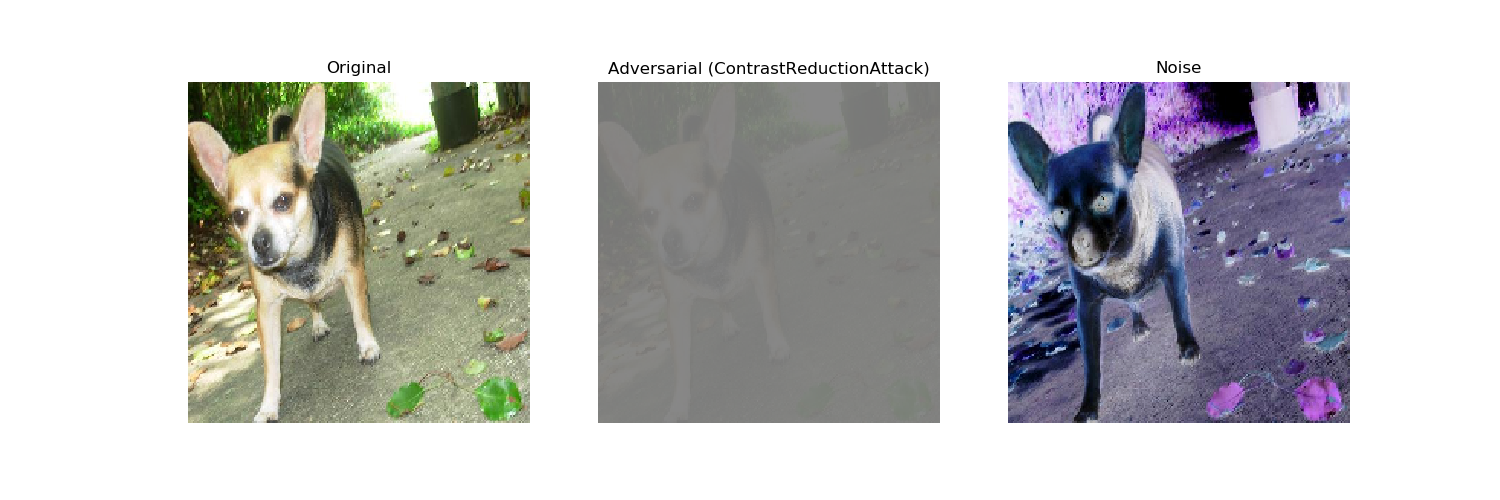 Original
Adversarial (ContrastReductionAttack)
Noise